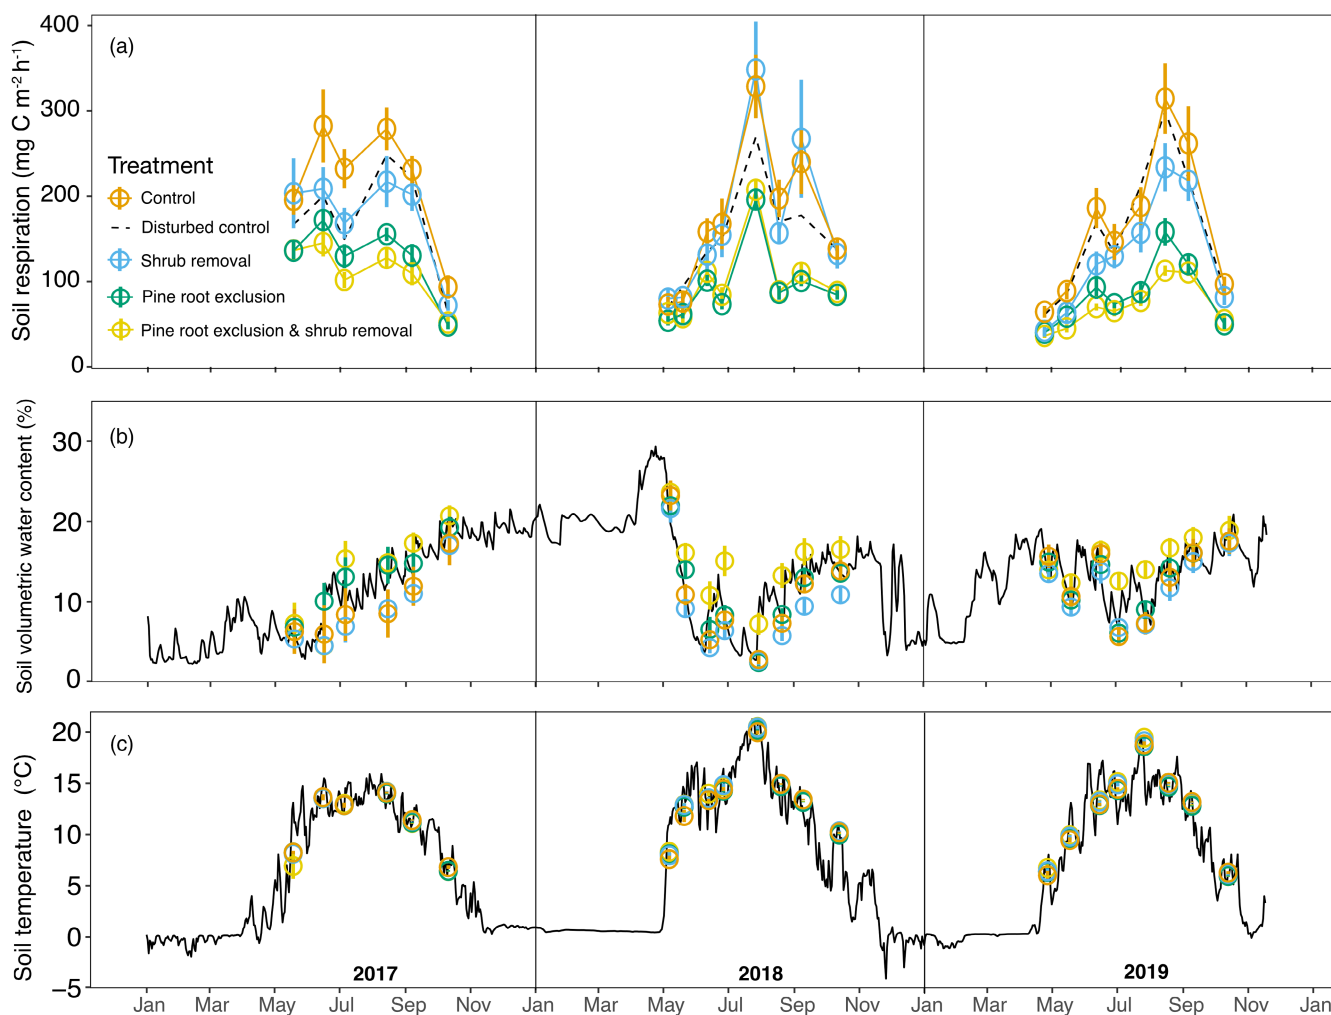 Soil respiration (mg C m⁻² h⁻¹)
400
300
200
100
0
(a)
Treatment
Control
Disturbed control
Shrub removal
Pine root exclusion
Pine root exclusion & shrub removal
Soil volumetric water content (%)
30
20
10
0
(b)
Soil temperature (°C)
20
15
10
5
0
−5
(c)
2017 2018 2019
Jan Mar May Jul Sep Nov Jan Mar May Jul Sep Nov Jan Mar May Jul Sep Nov Jan